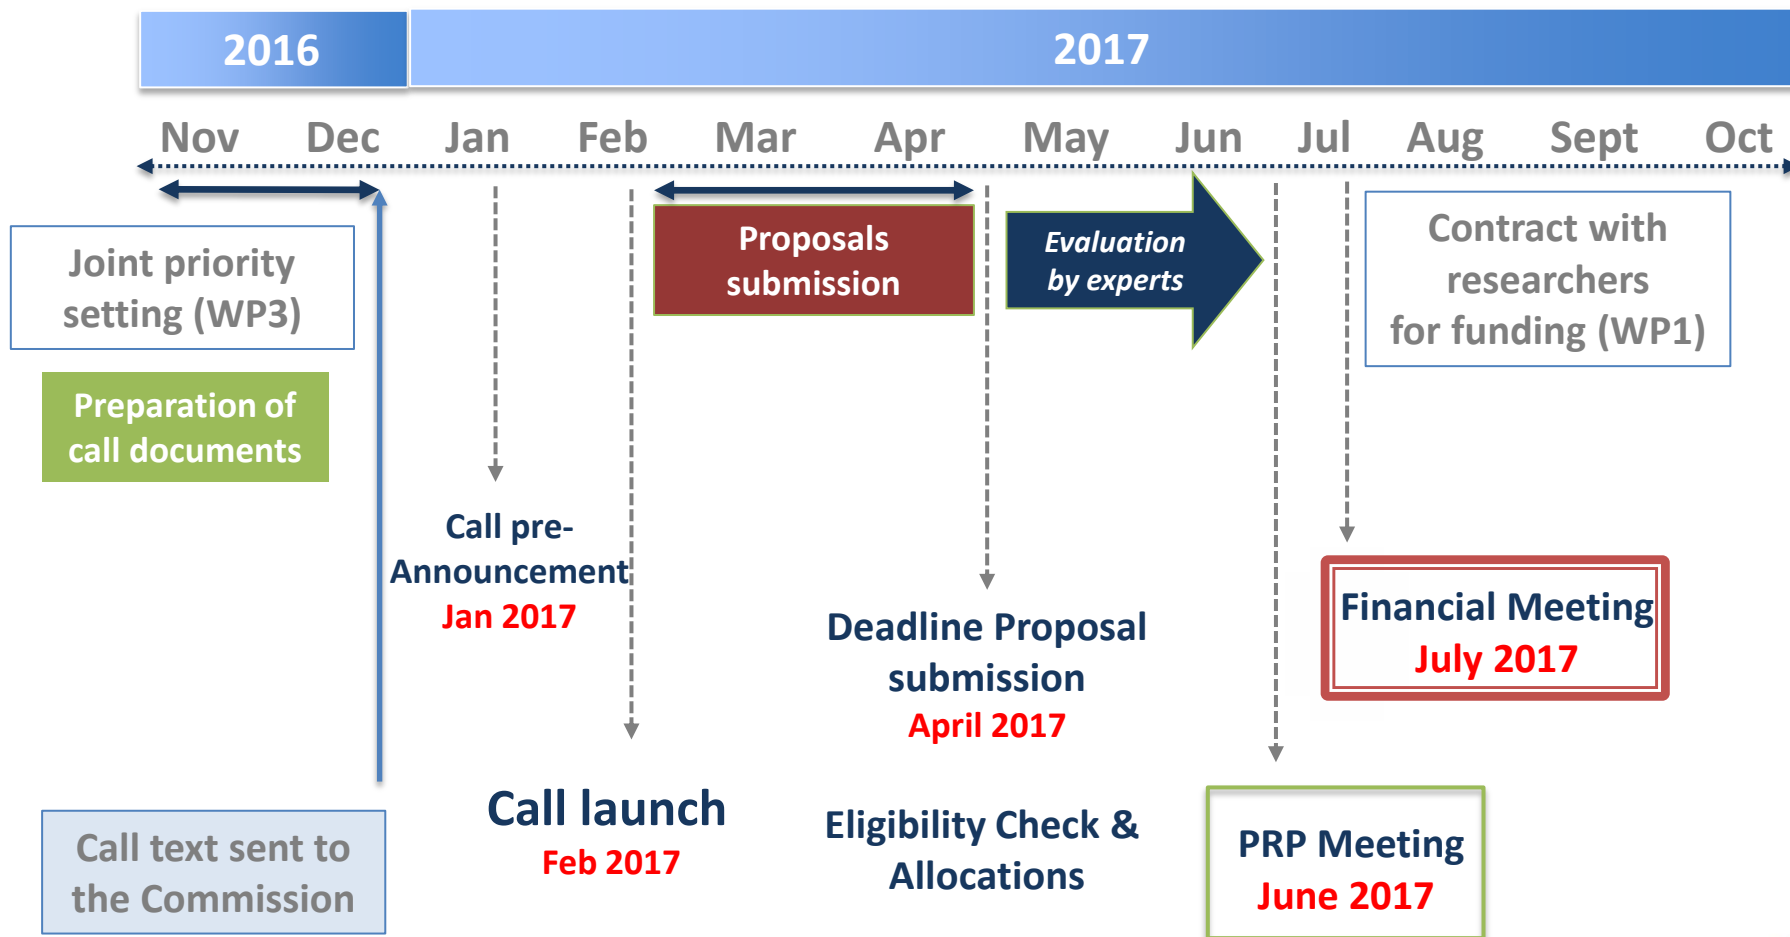 2016
2017
Nov Dec Jan Feb Mar Apr May Jun Jul Aug Sept Oct
Joint priority
setting (WP3)
Preparation of
call documents
Call text sent to
the Commission
Call pre-
Announcement
Jan 2017
Call launch
Feb 2017
Proposals
submission
Deadline Proposal
submission
April 2017
Eligibility Check &
Allocations
Evaluation
by experts
PRP Meeting
June 2017
Contract with
researchers
for funding (WP1)
Financial Meeting
July 2017